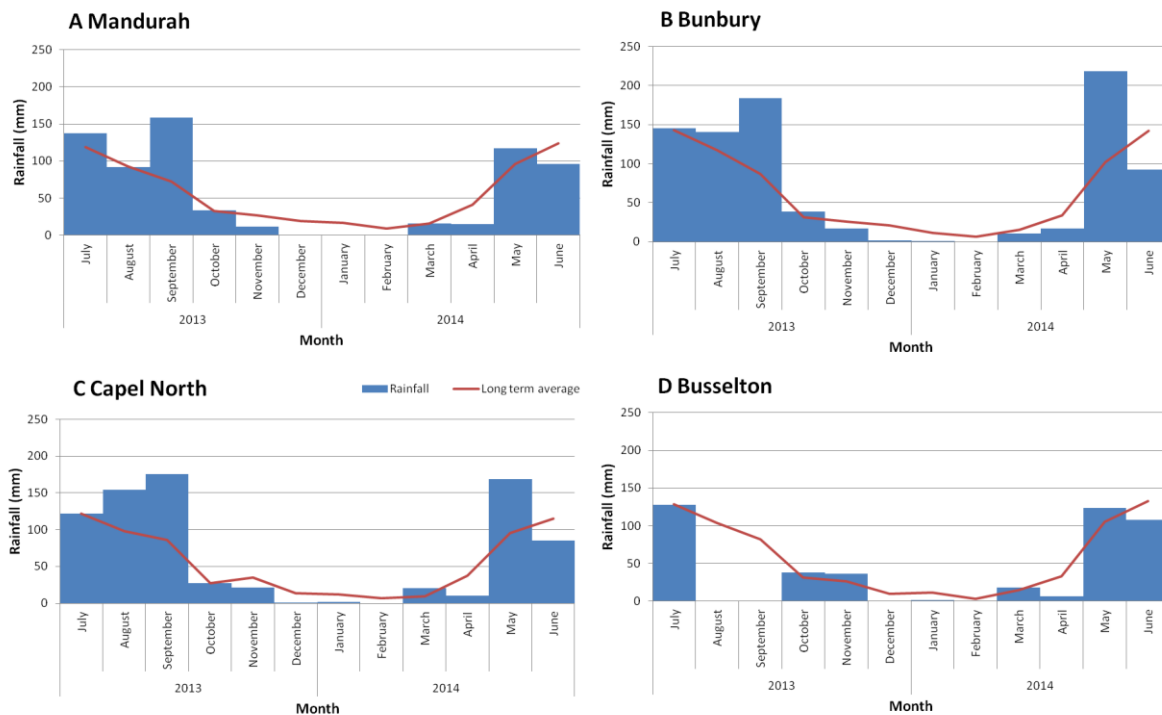 A Mandurah
250
200
150
100
50
0
Rainfall (mm)
July
August
September
October
November
December
January
February
March
April
May
June
2013
2014
Month
B Bunbury
250
200
150
100
50
0
Rainfall (mm)
July
August
September
October
November
December
January
February
March
April
May
June
2013
2014
Month
C Capel North
Rainfall
Long term average
250
200
150
100
50
0
Rainfall (mm)
July
August
September
October
November
December
January
February
March
April
May
June
2013
2014
Month
D Busselton
250
200
150
100
50
0
Rainfall (mm)
July
August
September
October
November
December
January
February
March
April
May
June
2013
2014
Month